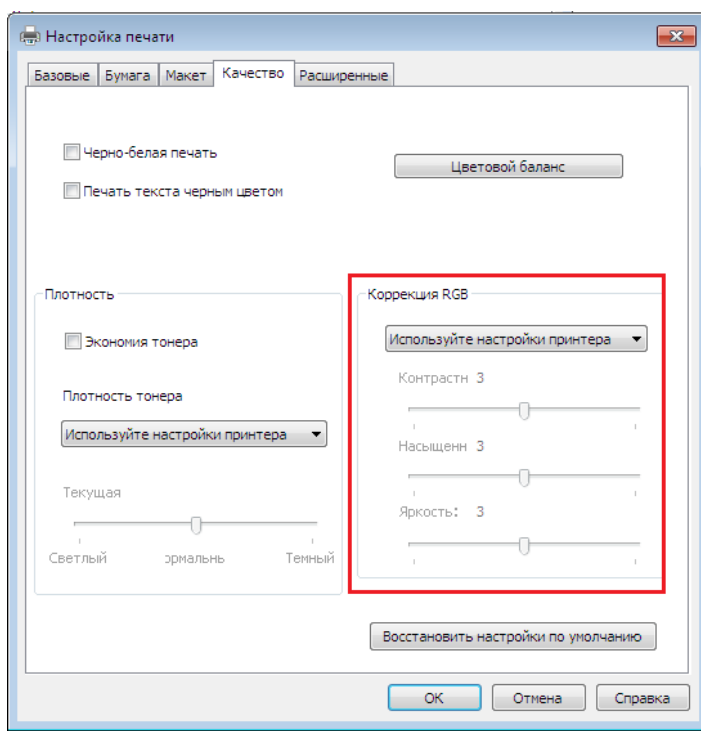 Настройка печати
Базовые Бумага Макет Качество Расширенные
Черно-белая печать
Цветовой баланс
Печать текста черным цветом
Плотность
Экономия тонера
Плотность тонера
Используйте настройки принтера
Текущая
Светлый ормальнь Темный
Коррекция RGB
Используйте настройки принтера
Контрастн 3
Насыщенн 3
Яркость: 3
Восстановить настройки по умолчанию
ОК Отмена Справка